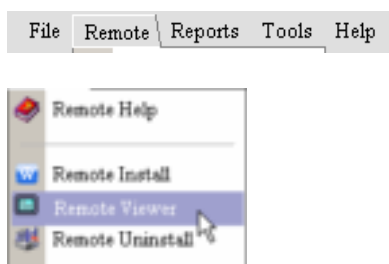 File Remote Reports Tools Help
Remote Help
Remote Install
Remote Viewer
Remote Uninstall